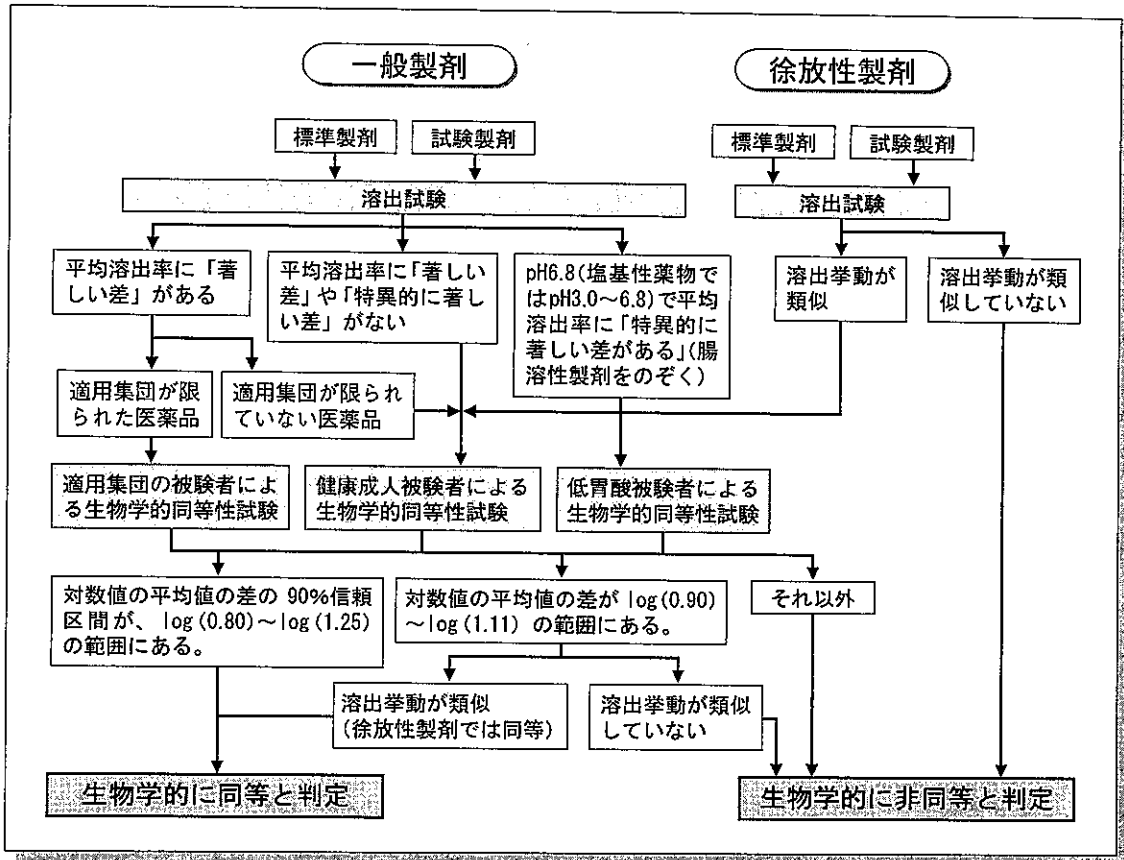 一般製剤
徐放性製剤
標準製剤
試験製剤
標準製剤
試験製剤
溶出試験
溶出試験
平均溶出率に「著
しい差」がある
平均溶出率に「著しい
差」や「特異的に著し
い差」がない
pH6.8(塩基性薬物で
はpH3.0～6.8)で平均
溶出率に「特異的に
著しい差がある」(腸
溶性製剤をのぞく)
溶出挙動が
類似
溶出挙動が類
似していない
適用集団が限
られた医薬品
適用集団が限られ
ていない医薬品
適用集団の被験者によ
る生物学的同等性試験
健康成人被験者による
生物学的同等性試験
低胃酸被験者による
生物学的同等性試験
対数値の平均値の差の 90%信頼
区間が、log(0.80)～log(1.25)
の範囲にある。
対数値の平均値の差が log(0.90)
～log(1.11) の範囲にある。
それ以外
溶出挙動が類似
(徐放性製剤では同等)
溶出挙動が類似
していない
生物学的に同等と判定
生物学的に非同等と判定